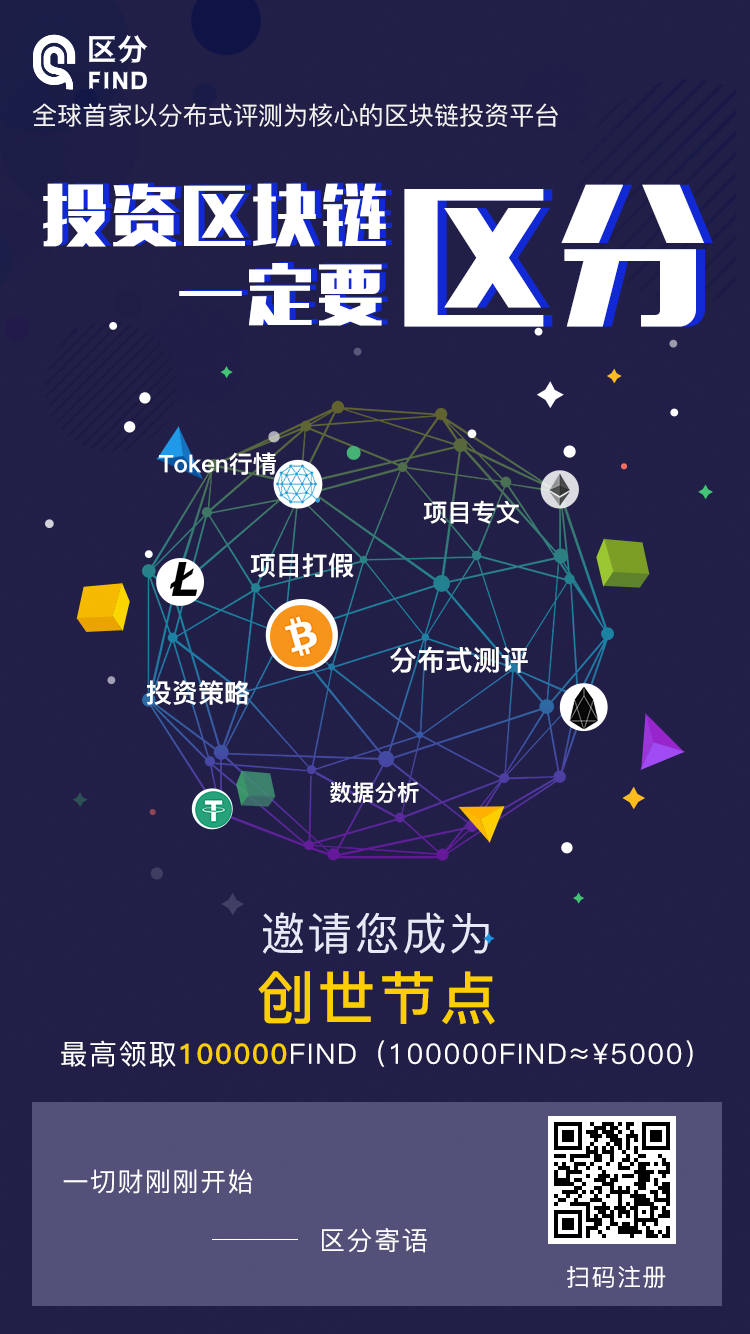 区分
FIND
全球首家以分布式评测为核心的区块链投资平台
投资区块链
一定要
区分
Token行情
项目专文
项目打假
分布式测评
投资策略
数据分析
邀请您成为
创世节点
最高领取100000FIND（100000FIND≈¥5000）
一切财刚刚开始
区分寄语
扫码注册